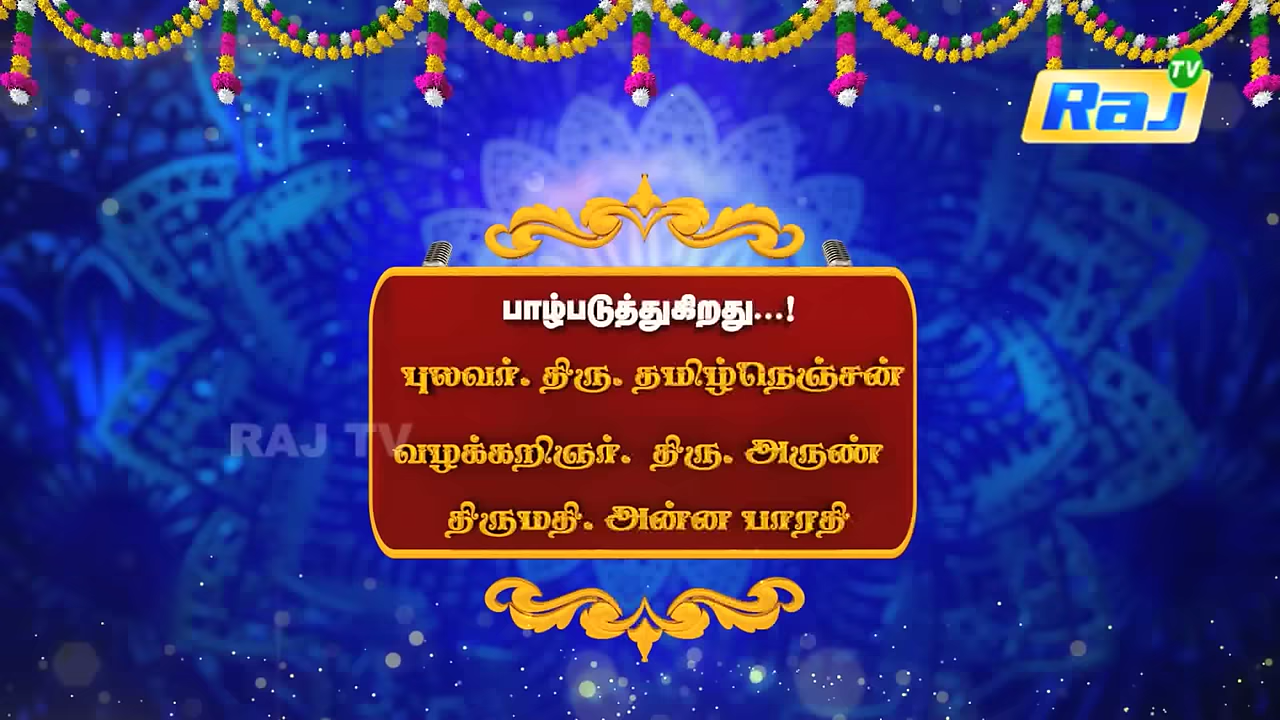 Raj TV
பாழ்படுத்துகிறது...!
புலவர். திரு. தமிழ்நெஞ்சன்
RAJ TV
வழக்கறிஞர். திரு. அருண்
திருமதி. அன்ன பாரதி